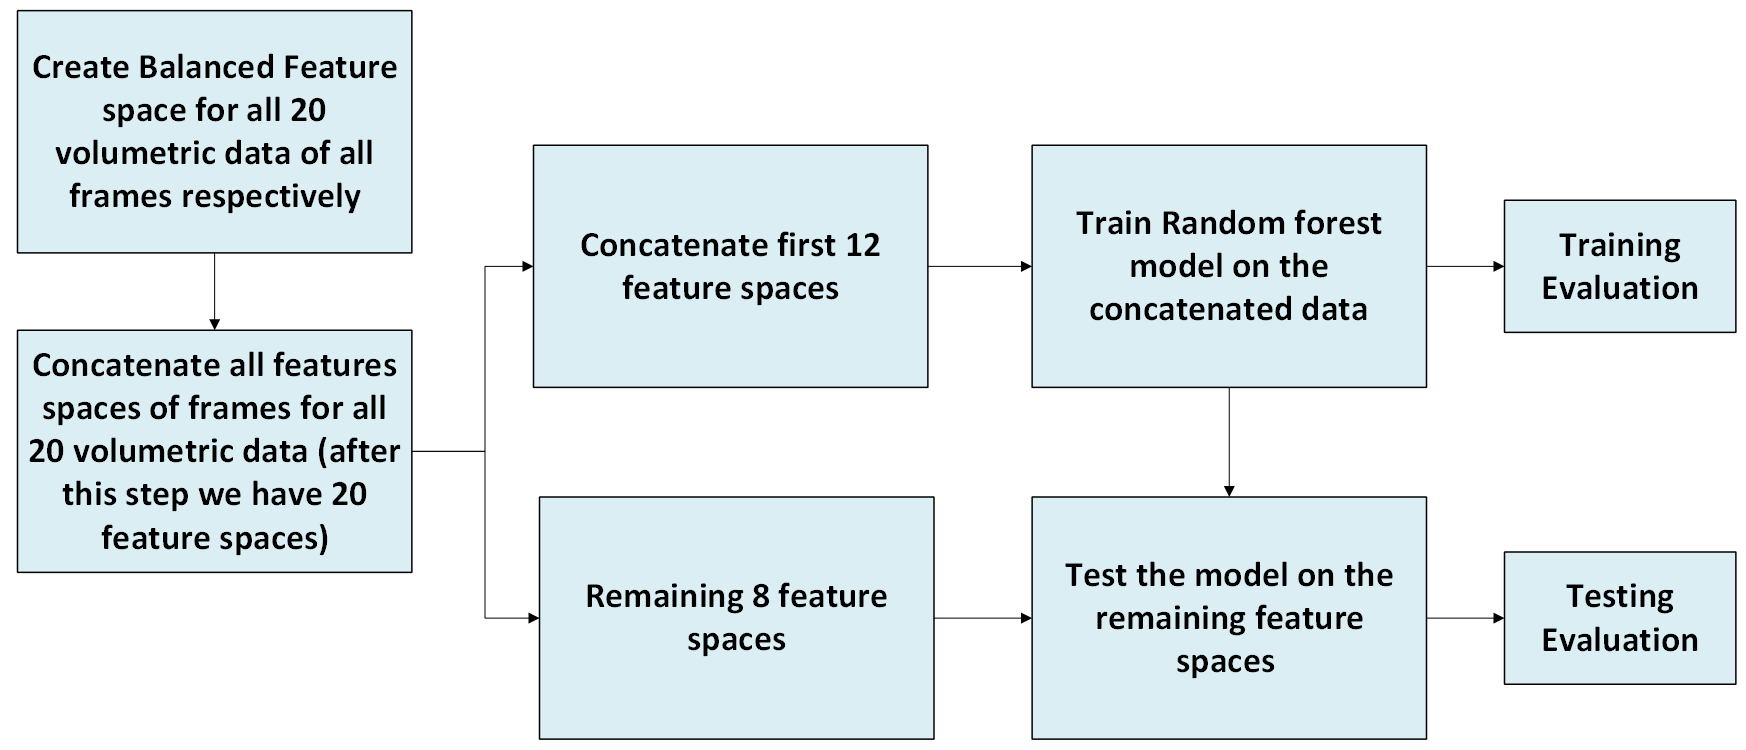 Create Balanced Feature
space for all 20
volumetric data of all
frames respectively
Concatenate all features
spaces of frames for all
20 volumetric data (after
this step we have 20
feature spaces)
Concatenate first 12
feature spaces
Train Random forest
model on the
concatenated data
Training
Evaluation
Remaining 8 feature
spaces
Test the model on the
remaining feature
spaces
Testing
Evaluation